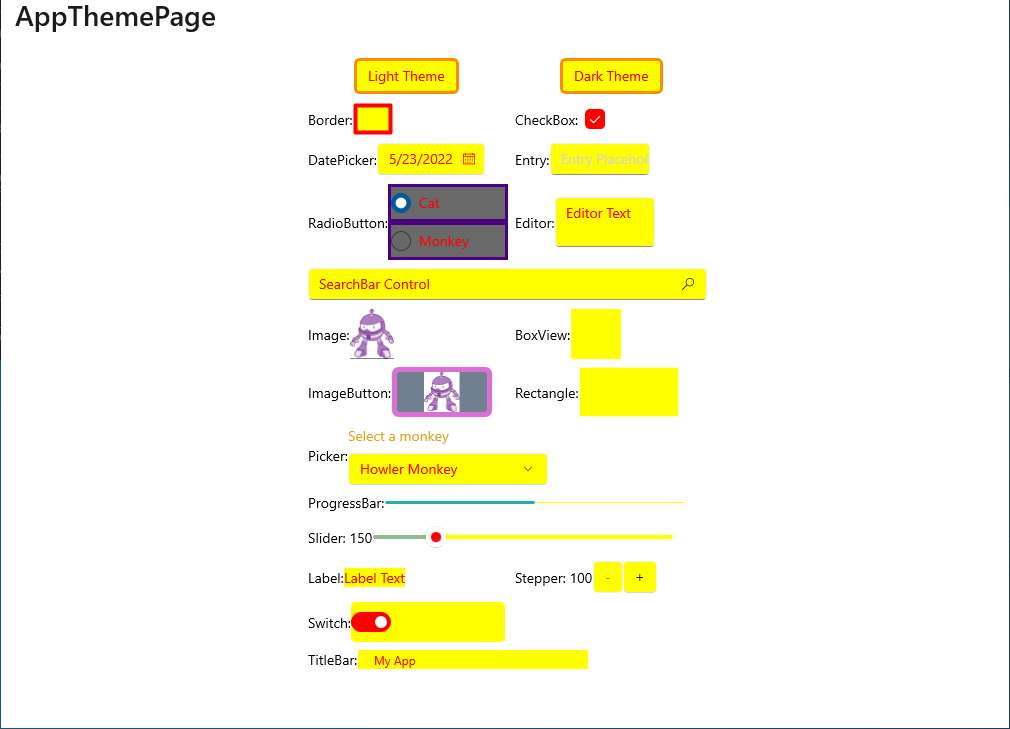 AppThemePage
Light Theme Dark Theme
Border: CheckBox:
DatePicker: 5/23/2022 Entry: Entry Placehol
RadioButton: Cat
Monkey
Editor: Editor Text
SearchBar Control
Image: BoxView:
ImageButton: Rectangle:
Select a monkey
Picker: Howler Monkey
ProgressBar:
Slider: 150
Label: Label Text Stepper: 100 - +
Switch:
TitleBar: My App